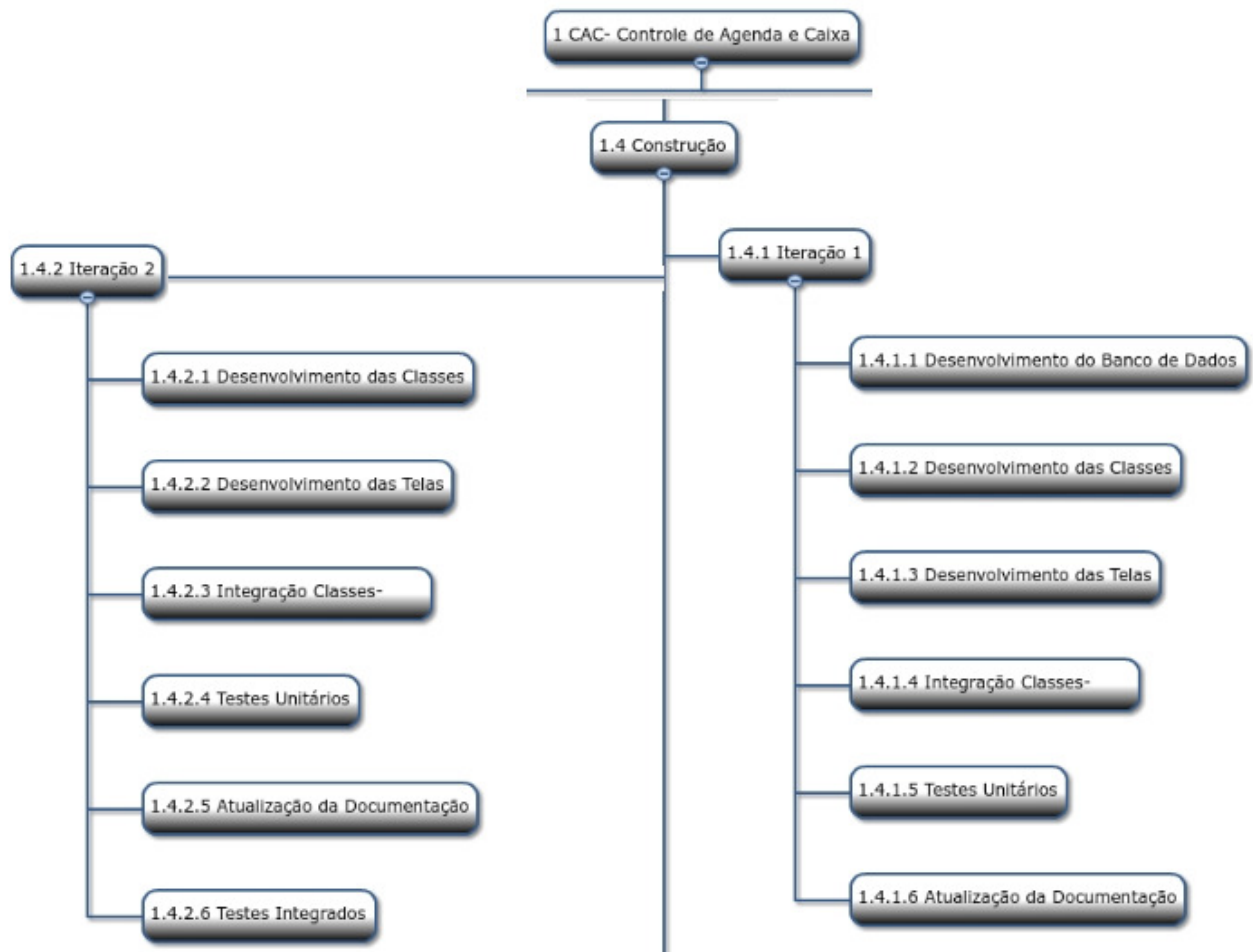 1 CAC- Controle de Agenda e Caixa
1.4 Construção
1.4.2 Iteração 2
1.4.2.1 Desenvolvimento das Classes
1.4.2.2 Desenvolvimento das Telas
1.4.2.3 Integração Classes-
1.4.2.4 Testes Unitários
1.4.2.5 Atualização da Documentação
1.4.2.6 Testes Integrados
1.4.1 Iteração 1
1.4.1.1 Desenvolvimento do Banco de Dados
1.4.1.2 Desenvolvimento das Classes
1.4.1.3 Desenvolvimento das Telas
1.4.1.4 Integração Classes-
1.4.1.5 Testes Unitários
1.4.1.6 Atualização da Documentação